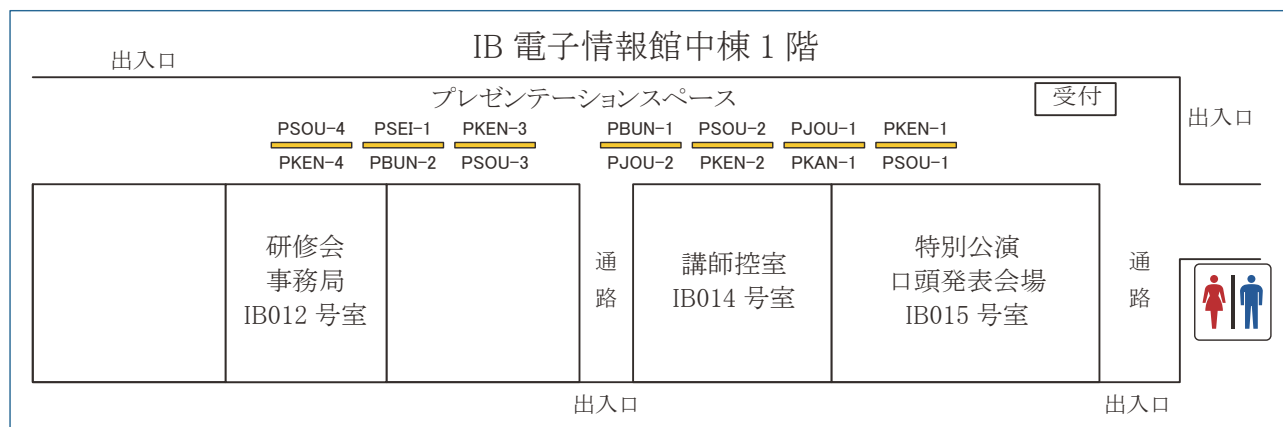 IB 電子情報館中棟 1 階
出入口
プレゼンテーションスペース
受付
出入口
PSOU-4 PSEI-1 PKEN-3 PBUN-1 PSOU-2 PJOU-1 PKEN-1
PKEN-4 PBUN-2 PSOU-3 PJOU-2 PKEN-2 PKAN-1 PSOU-1
研修会
事務局
IB012 号室
通
路
講師控室
IB014 号室
特別公演
口頭発表会場
IB015 号室
通
路
出入口
出入口